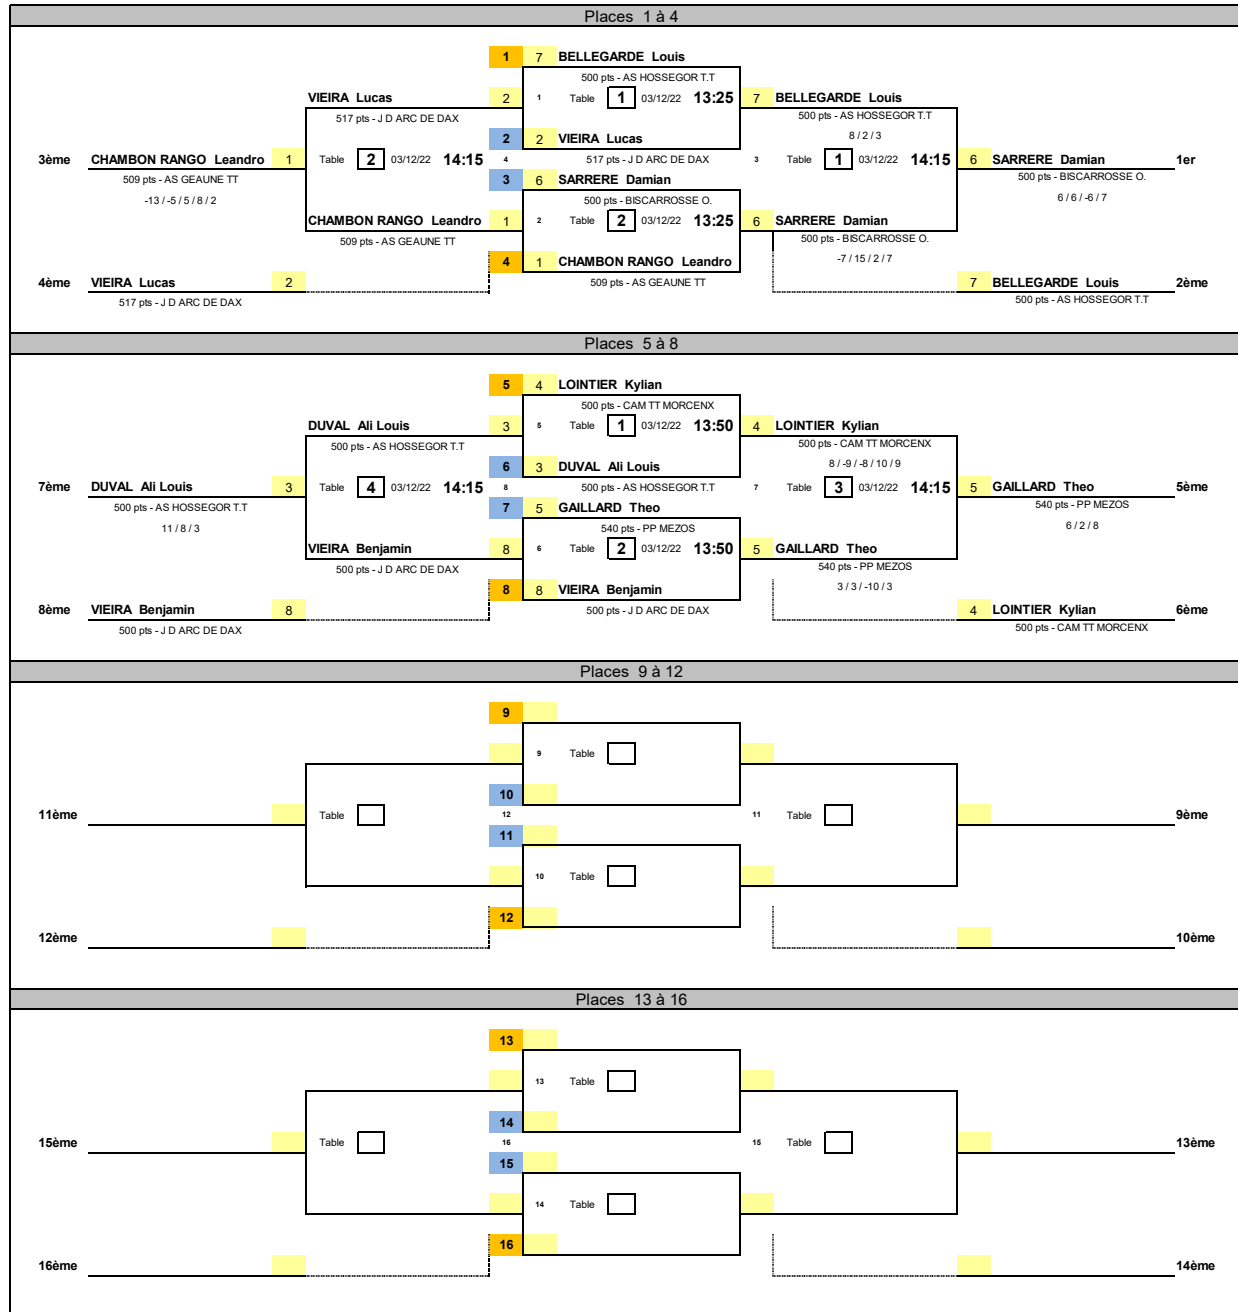 Places 1 à 4
1 7 BELLEGARDE Louis
500 pts - AS HOSSEGOR T.T
VIEIRA Lucas 2 1 Table 1 03/12/22 13:25 7 BELLEGARDE Louis
517 pts - J D ARC DE DAX 500 pts - AS HOSSEGOR T.T
2 2 VIEIRA Lucas 8 / 2 / 3
3ème CHAMBON RANGO Leandro 1 Table 2 03/12/22 14:15 4 517 pts - J D ARC DE DAX 3 Table 1 03/12/22 14:15 6 SARRERE Damian 1er
509 pts - AS GEAUNE TT 3 6 SARRERE Damian 500 pts - BISCARROSSE O.
-13 / -5 / 5 / 8 / 2 500 pts - BISCARROSSE O. 6 / 6 / -6 / 7
CHAMBON RANGO Leandro 1 2 Table 2 03/12/22 13:25 6 SARRERE Damian
509 pts - AS GEAUNE TT 500 pts - BISCARROSSE O.
4 1 CHAMBON RANGO Leandro -7 / 15 / 2 / 7
4ème VIEIRA Lucas 2 509 pts - AS GEAUNE TT 7 BELLEGARDE Louis 2ème
517 pts - J D ARC DE DAX 500 pts - AS HOSSEGOR T.T
Places 5 à 8
5 4 LOINTIER Kylian
500 pts - CAM TT MORCENX
DUVAL Ali Louis 3 5 Table 1 03/12/22 13:50 4 LOINTIER Kylian
500 pts - AS HOSSEGOR T.T 500 pts - CAM TT MORCENX
6 3 DUVAL Ali Louis 8 / -9 / -8 / 10 / 9
7ème DUVAL Ali Louis 3 Table 4 03/12/22 14:15 8 500 pts - AS HOSSEGOR T.T 7 Table 3 03/12/22 14:15 5 GAILLARD Theo 5ème
500 pts - AS HOSSEGOR T.T 7 5 GAILLARD Theo 540 pts - PP MEZOS
11 / 8 / 3 540 pts - PP MEZOS 6 / 2 / 8
VIEIRA Benjamin 8 6 Table 2 03/12/22 13:50 5 GAILLARD Theo
500 pts - J D ARC DE DAX 540 pts - PP MEZOS
8 8 VIEIRA Benjamin 3 / 3 / -10 / 3
8ème VIEIRA Benjamin 8 500 pts - J D ARC DE DAX 4 LOINTIER Kylian 6ème
500 pts - J D ARC DE DAX 500 pts - CAM TT MORCENX
Places 9 à 12
9
9 Table
10
11ème Table 12 11 Table 9ème
11
10 Table
12
12ème 10ème
Places 13 à 16
13
13 Table
14
15ème Table 16 15 Table 13ème
15
14 Table
16
16ème 14ème